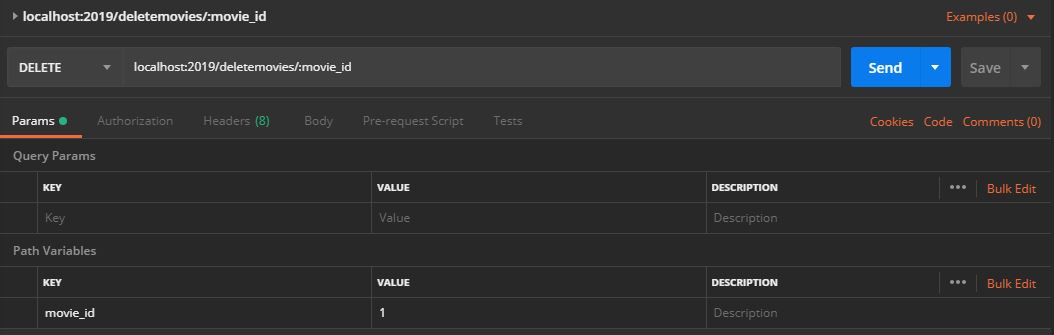 localhost:2019/deletemovies/:movie_id Examples (0)
DELETE localhost:2019/deletemovies/:movie_id Send Save
Params Authorization Headers (8) Body Pre-request Script Tests Cookies Code Comments (0)
Query Params
KEY VALUE DESCRIPTION ••• Bulk Edit
Key Value Description
Path Variables
KEY VALUE DESCRIPTION ••• Bulk Edit
movie_id 1 Description